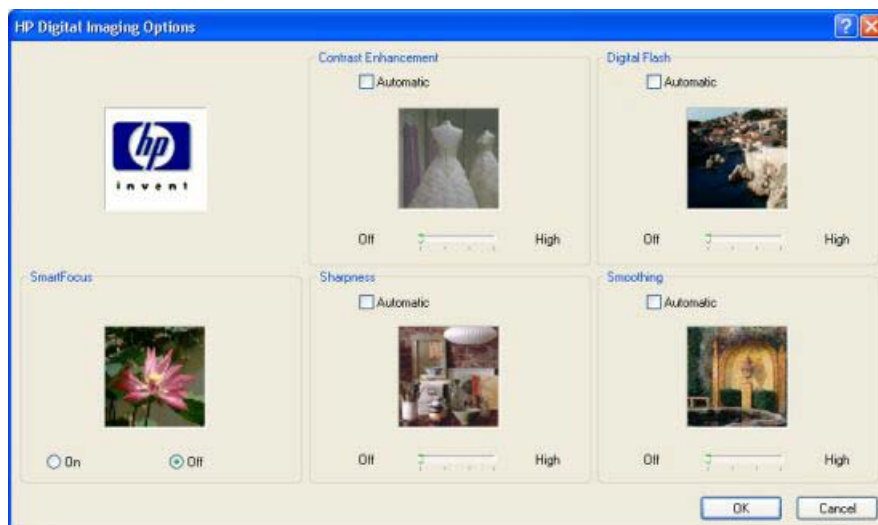 HP Digital Imaging Options
Contrast Enhancement
Automatic
Off
High
Digital Flash
Automatic
Off
High
hp
invent
SmartFocus
On
Off
Sharpness
Automatic
Off
High
Smoothing
Automatic
Off
High
OK
Cancel